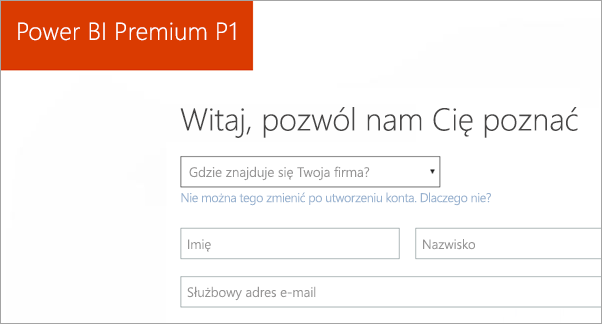 Power BI Premium P1
Witaj, pozwól nam Cię poznać
Gdzie znajduje się Twoja firma?
Nie można tego zmienić po utworzeniu konta. Dlaczego nie?
Imię
Nazwisko
Służbowy adres e-mail